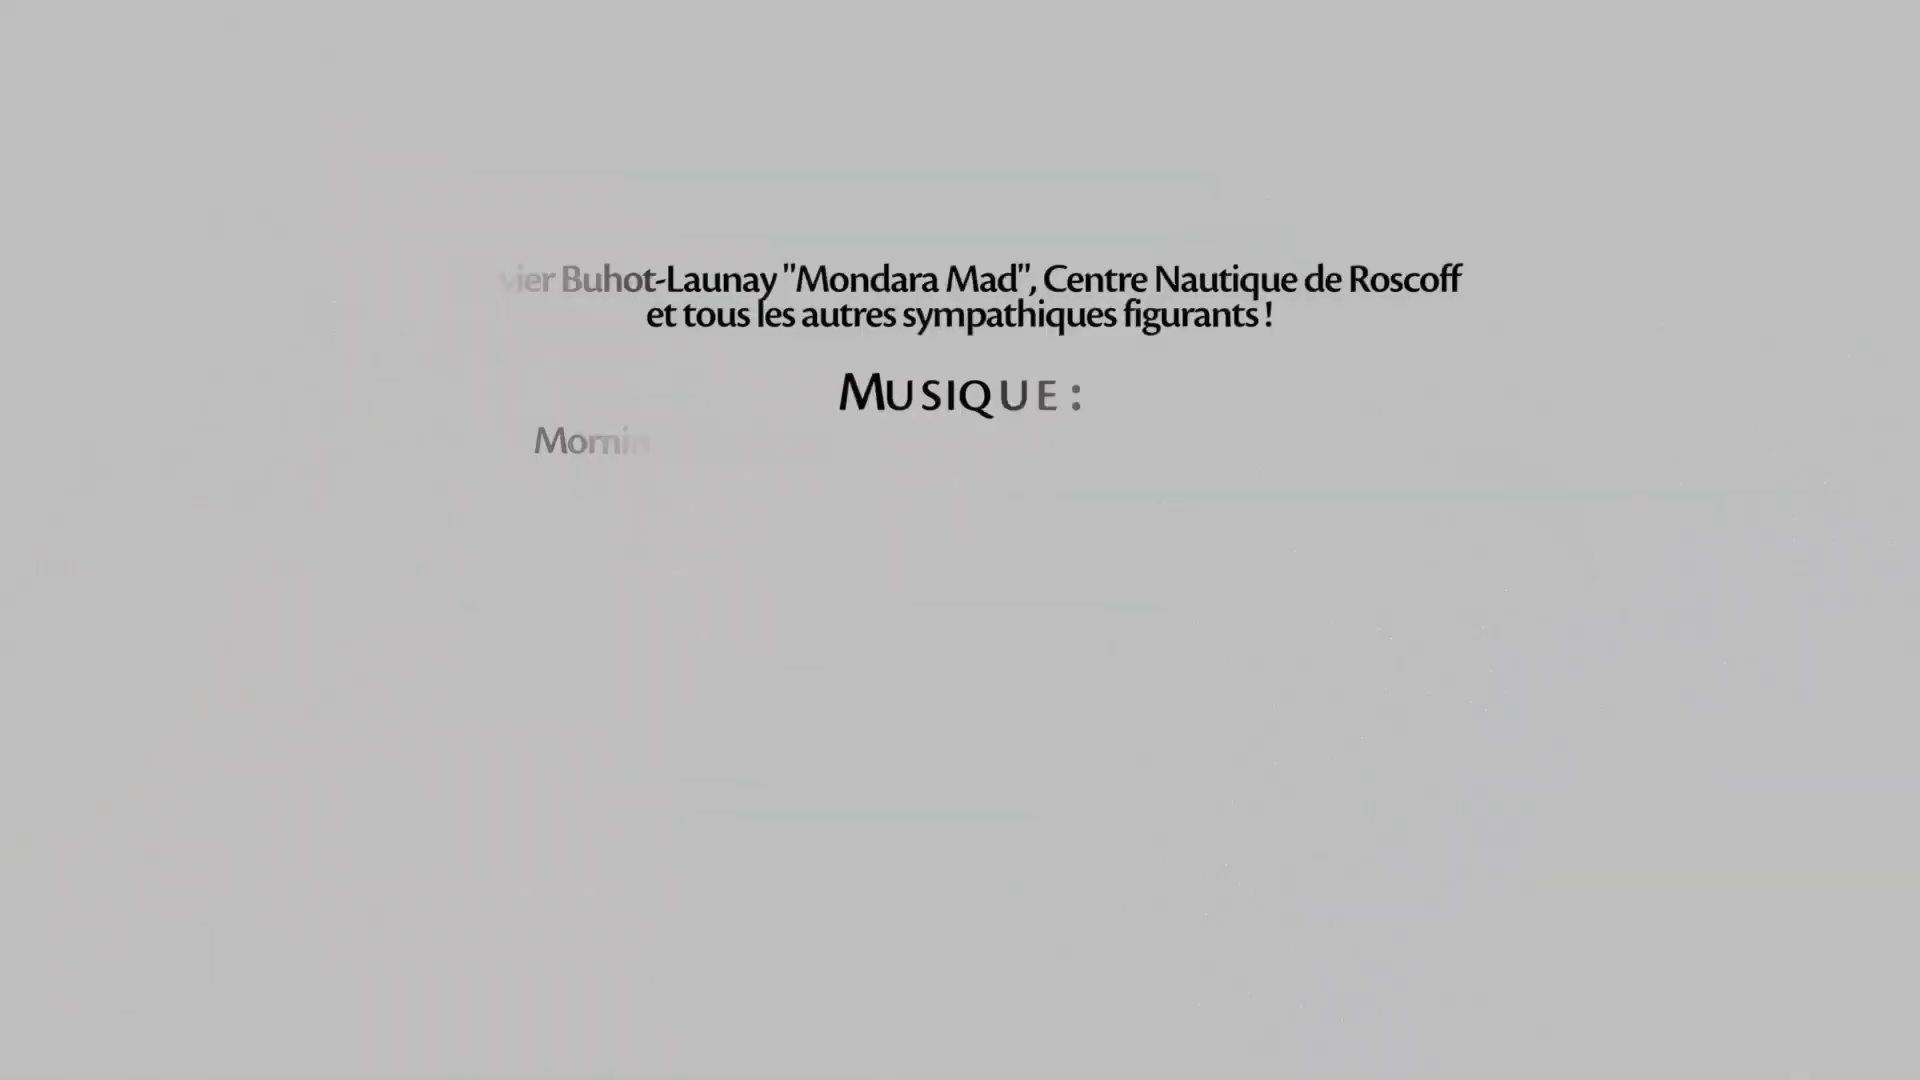 Buhot-Launay "Mondara Mad", Centre Nautique de Roscoff
et tous les autres sympathiques figurants !
MUSIQUE :